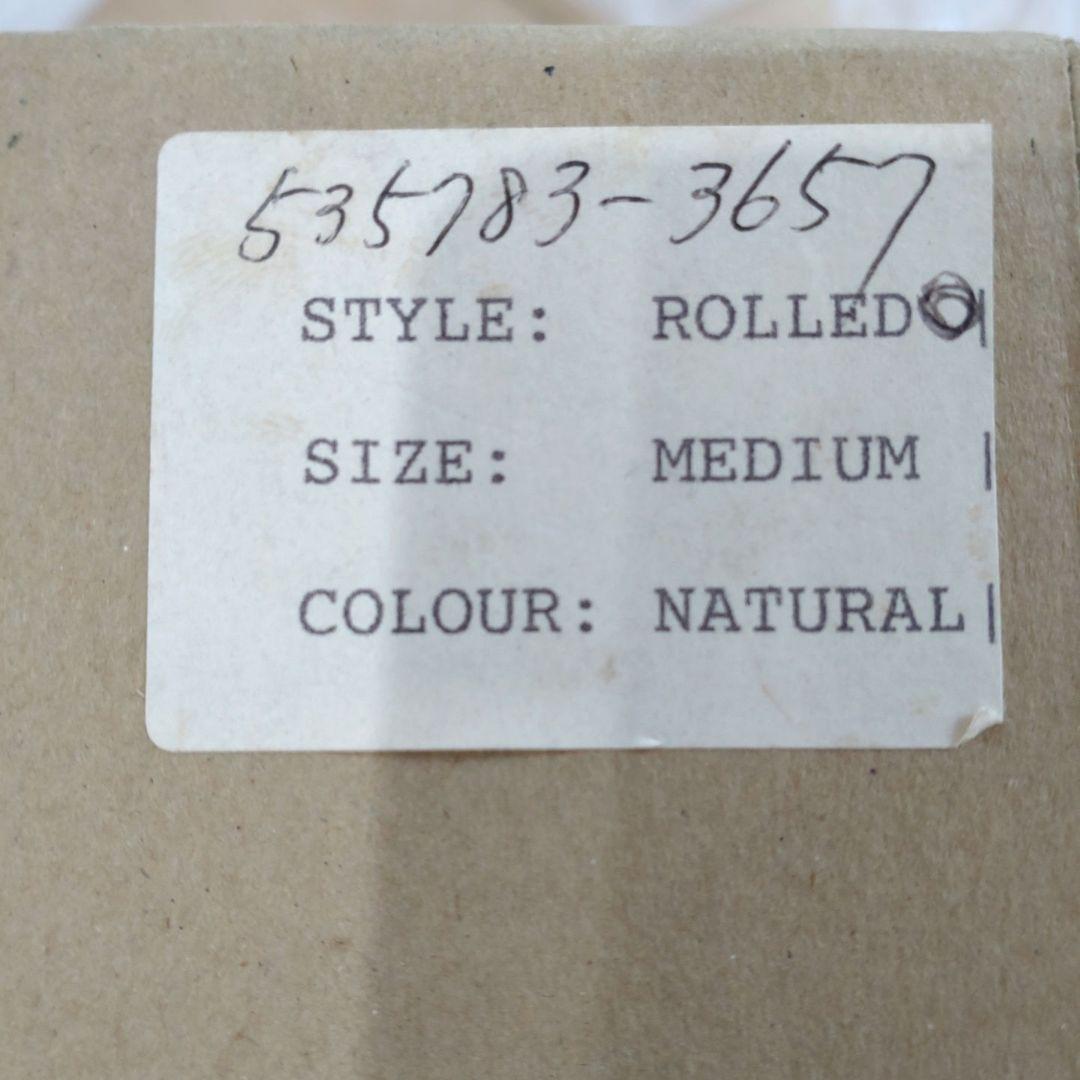 535783-3657
STYLE: ROLLED
SIZE: MEDIUM |
COLOUR: NATURAL |